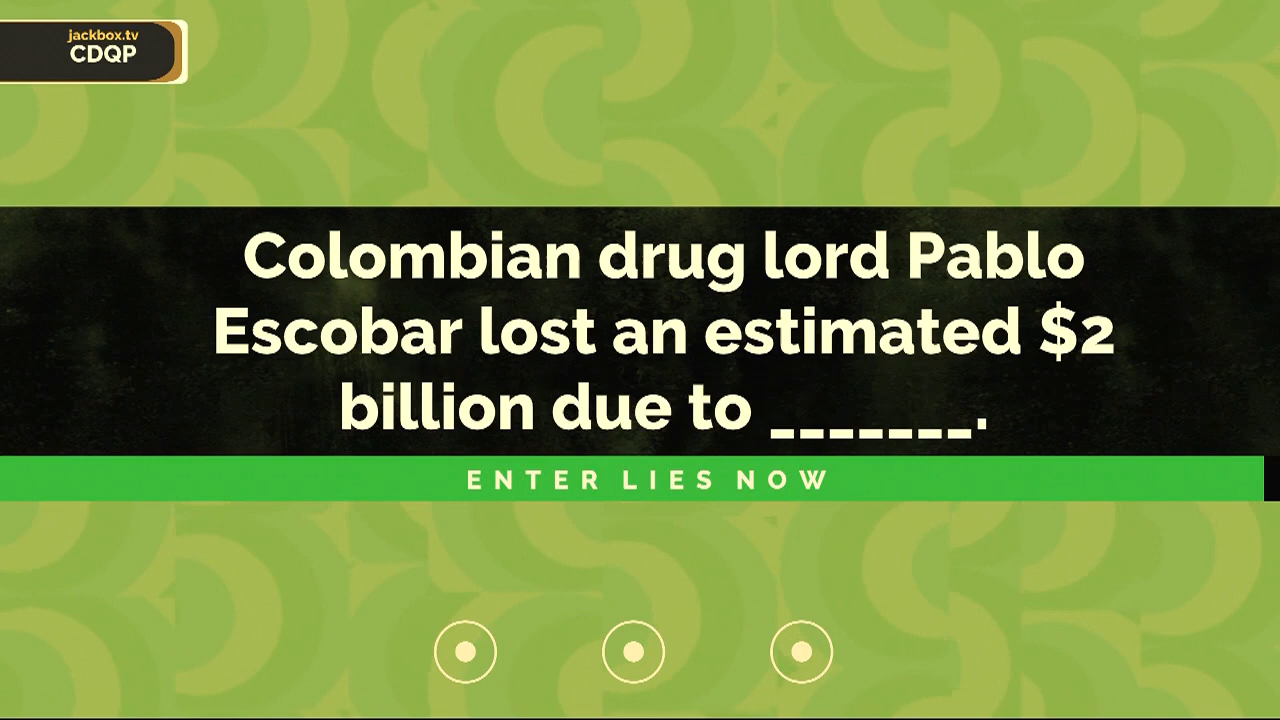 jackbox.tv
CDQP
Colombian drug lord Pablo
Escobar lost an estimated $2
billion due to _______.
ENTER LIES NOW